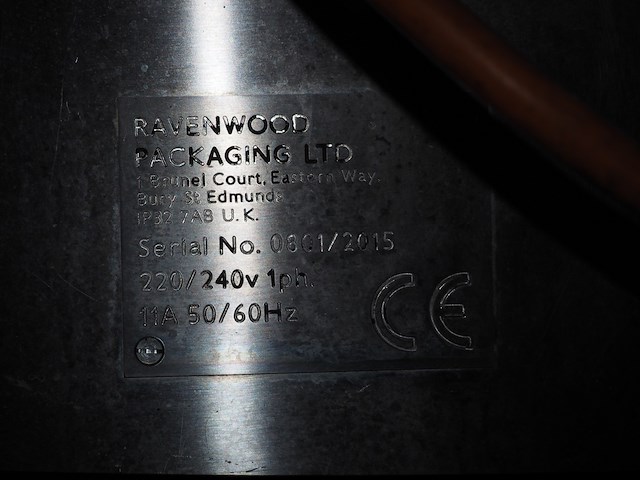 RAVENWOOD
PACKAGING LTD
1 Brunel Court, Eastern Way,
Bury St Edmunds
IP32 7AB U.K.
Serial No. 0601/2015
220/240v 1ph.
11A 50/60Hz
CE